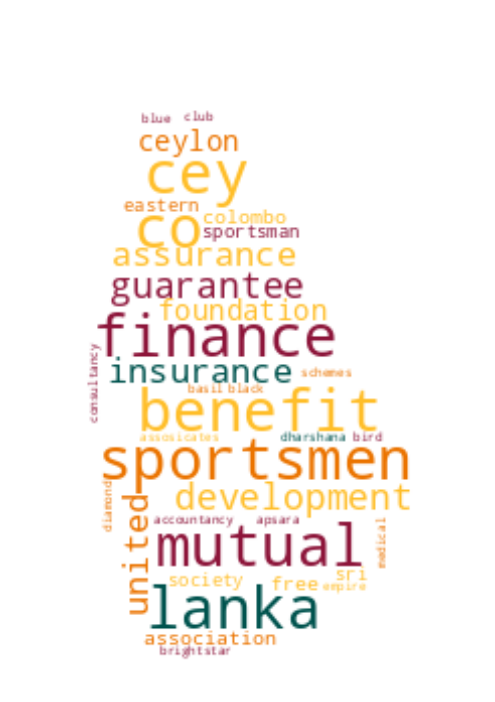 blue club
ceylon
cey
eastern
colombo
co
sportsman
assurance
guarantee
foundation
finance
consultancy
insurance
schemes
basil black
benefit
assosicates
dharshana bird
sportsmen
diamond
development
united
accountancy apsara
medical
mutual
society
sri
free
empire
lanka
association
brightstar